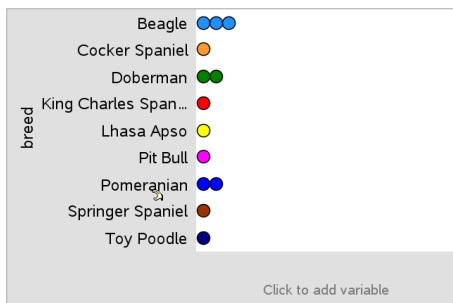 breed
Beagle
Cocker Spaniel
Doberman
King Charles Span...
Lhasa Apso
Pit Bull
Pomeranian
Springer Spaniel
Toy Poodle
Click to add variable